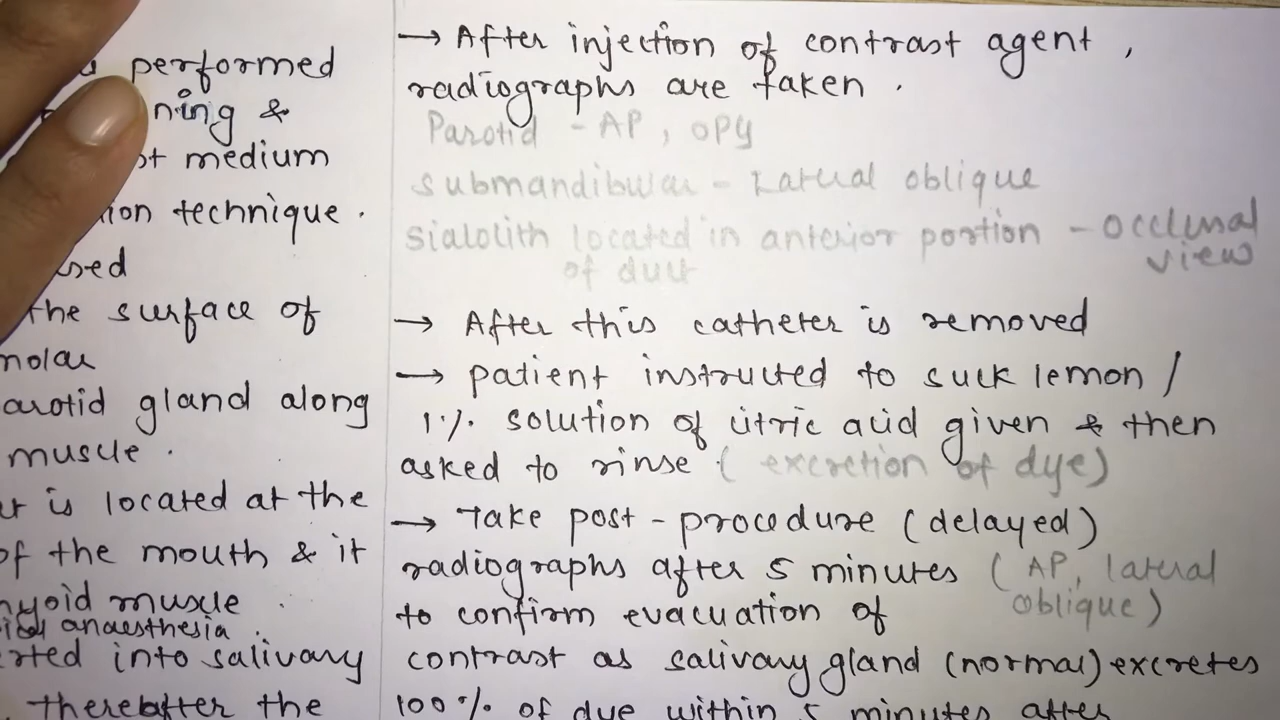 performed
ning &
medium
ion technique.
the surface of
arotid gland along
muscle.
is located at the
of the mouth & it
hyoid muscle
anaesthesia.
rted into salivary
thereafter the
→ After injection of contrast agent,
radiographs are taken.
Parotid - AP, OPG
submandibular - Lateral oblique
sialolith located in anterior portion - occlusal
of duct view
→ After this catheter is removed
→ patient instructed to suck lemon /
1% solution of citric acid given & then
asked to rinse (excretion of dye)
→ Take post-procedure (delayed)
radiographs after 5 minutes (AP, lateral
to confirm evacuation of oblique)
contrast as salivary gland (normal) excretes
100% of dye within 5 minutes after